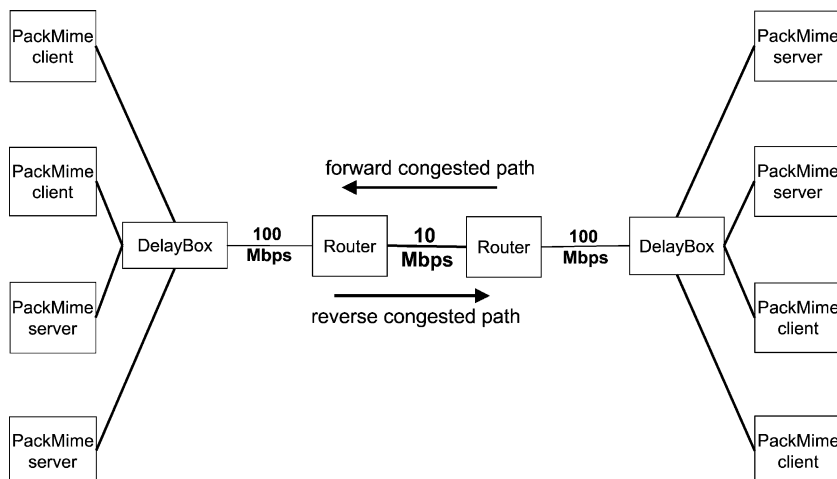 PackMime
client
PackMime
server
PackMime
client
forward congested path
PackMime
server
DelayBox
100
Mbps
Router
10
Mbps
Router
100
Mbps
DelayBox
reverse congested path
PackMime
server
PackMime
client
PackMime
server
PackMime
client